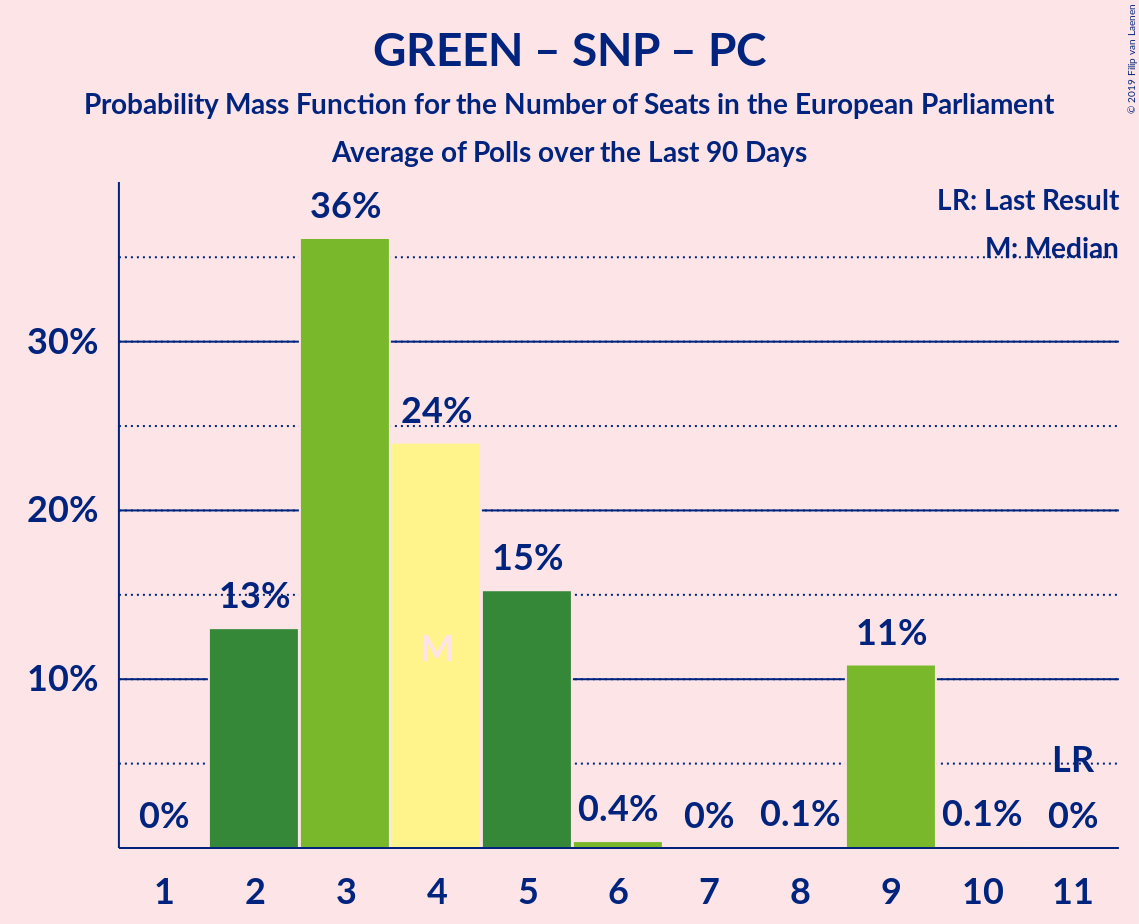 GREEN – SNP – PC
Probability Mass Function for the Number of Seats in the European Parliament
Average of Polls over the Last 90 Days
© 2019 Filip van Laenen
LR: Last Result
M: Median
36%
30%
24%
20%
15%
13%
11%
M
10%
LR
0%
0.4%
0%
0.1%
0.1%
0%
1 2 3 4 5 6 7 8 9 10 11